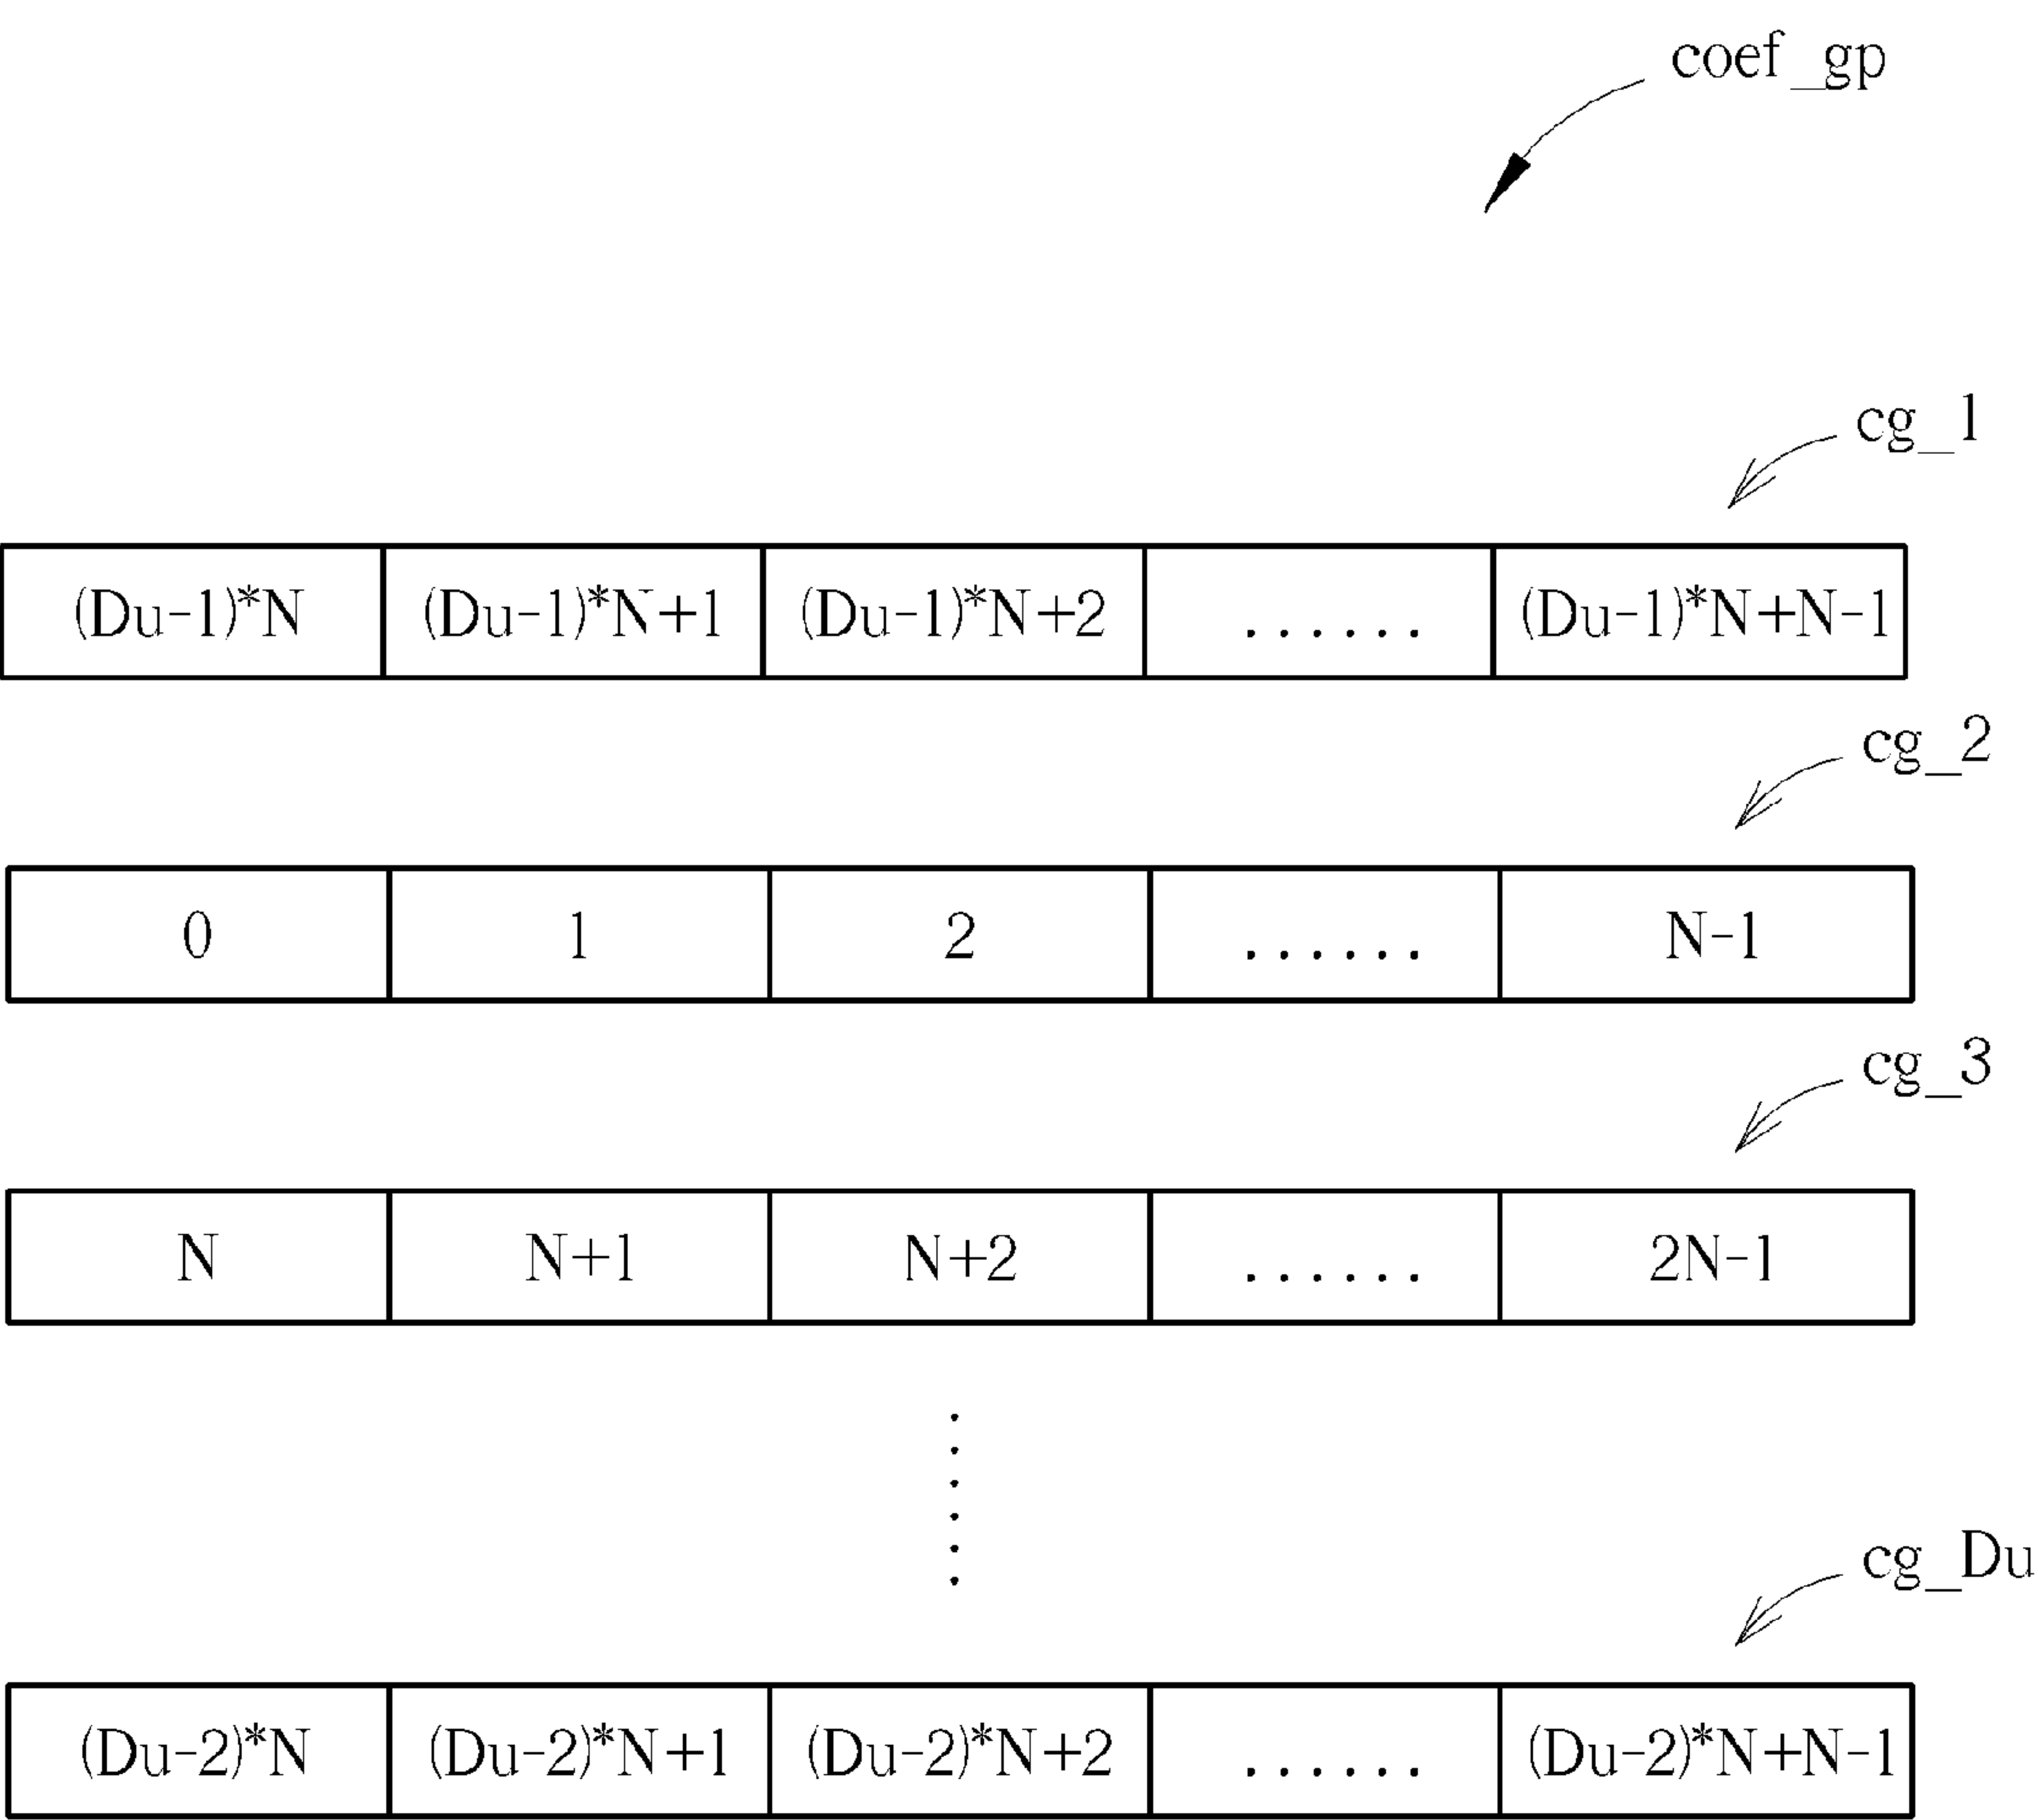 coef_gp
cg_1
(Du-1)*N (Du-1)*N+1 (Du-1)*N+2 ...... (Du-1)*N+N-1
cg_2
0 1 2 ...... N-1
cg_3
N N+1 N+2 ...... 2N-1
cg_Du
(Du-2)*N (Du-2)*N+1 (Du-2)*N+2 ...... (Du-2)*N+N-1